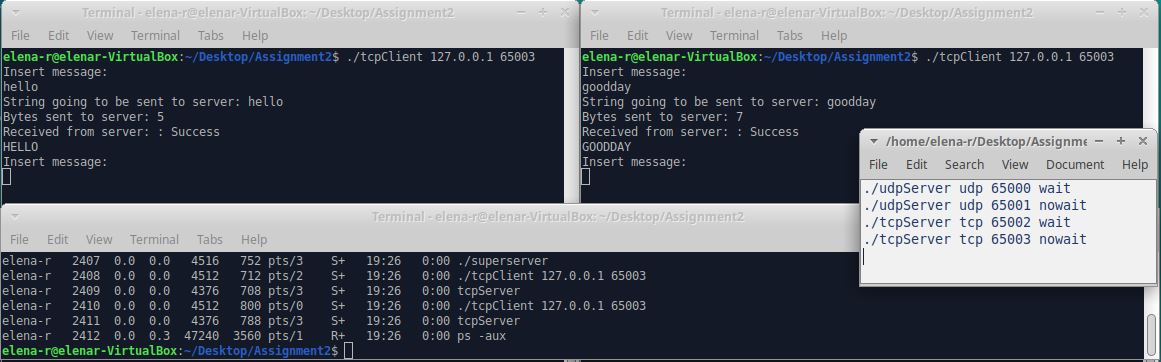 Terminal - elena-r@elenar-VirtualBox: ~/Desktop/Assignment2
File Edit View Terminal Tabs Help
elena-r@elenar-VirtualBox:~/Desktop/Assignment2$ ./tcpClient 127.0.0.1 65003
Insert message:
hello
String going to be sent to server: hello
Bytes sent to server: 5
Received from server: : Success
HELLO
Insert message:
Terminal - elena-r@elenar-VirtualBox: ~/Desktop/Assignment2
File Edit View Terminal Tabs Help
elena-r@elenar-VirtualBox:~/Desktop/Assignment2$ ./tcpClient 127.0.0.1 65003
Insert message:
goodday
String going to be sent to server: goodday
Bytes sent to server: 7
Received from server: : Success
GOODDAY
Insert message:
/home/elena-r/Desktop/Assignme
File Edit Search View Document Help
./udpServer udp 65000 wait
./udpServer udp 65001 nowait
./tcpServer tcp 65002 wait
./tcpServer tcp 65003 nowait
Terminal - elena-r@elenar-VirtualBox: ~/Desktop/Assignment2
File Edit View Terminal Tabs Help
elena-r 2407 0.0 0.0 4516 752 pts/3 S+ 19:26 0:00 ./superserver
elena-r 2408 0.0 0.0 4512 712 pts/2 S+ 19:26 0:00 ./tcpClient 127.0.0.1 65003
elena-r 2409 0.0 0.0 4376 708 pts/3 S+ 19:26 0:00 tcpServer
elena-r 2410 0.0 0.0 4512 800 pts/0 S+ 19:26 0:00 ./tcpClient 127.0.0.1 65003
elena-r 2411 0.0 0.0 4376 788 pts/3 S+ 19:26 0:00 tcpServer
elena-r 2412 0.0 0.3 47240 3560 pts/1 R+ 19:26 0:00 ps -aux
elena-r@elenar-VirtualBox:~/Desktop/Assignment2$